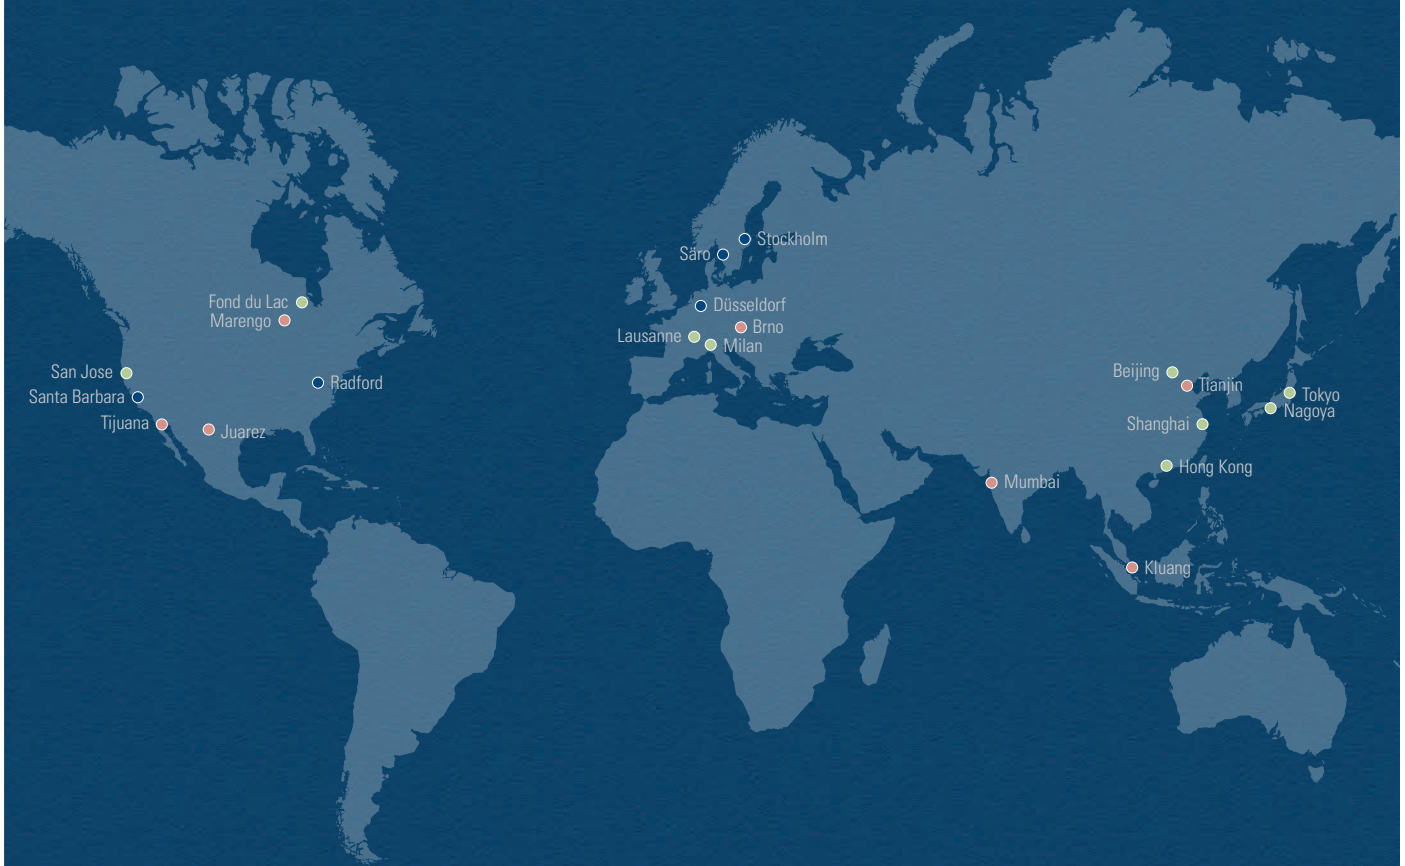 Stockholm
Säro
Fond du Lac
Düsseldorf
Marengo
Brno
Lausanne
Milan
San Jose
Beijing
Radford
Tianjin
Santa Barbara
Tokyo
Nagoya
Tijuana
Shanghai
Juarez
Hong Kong
Mumbai
Kluang